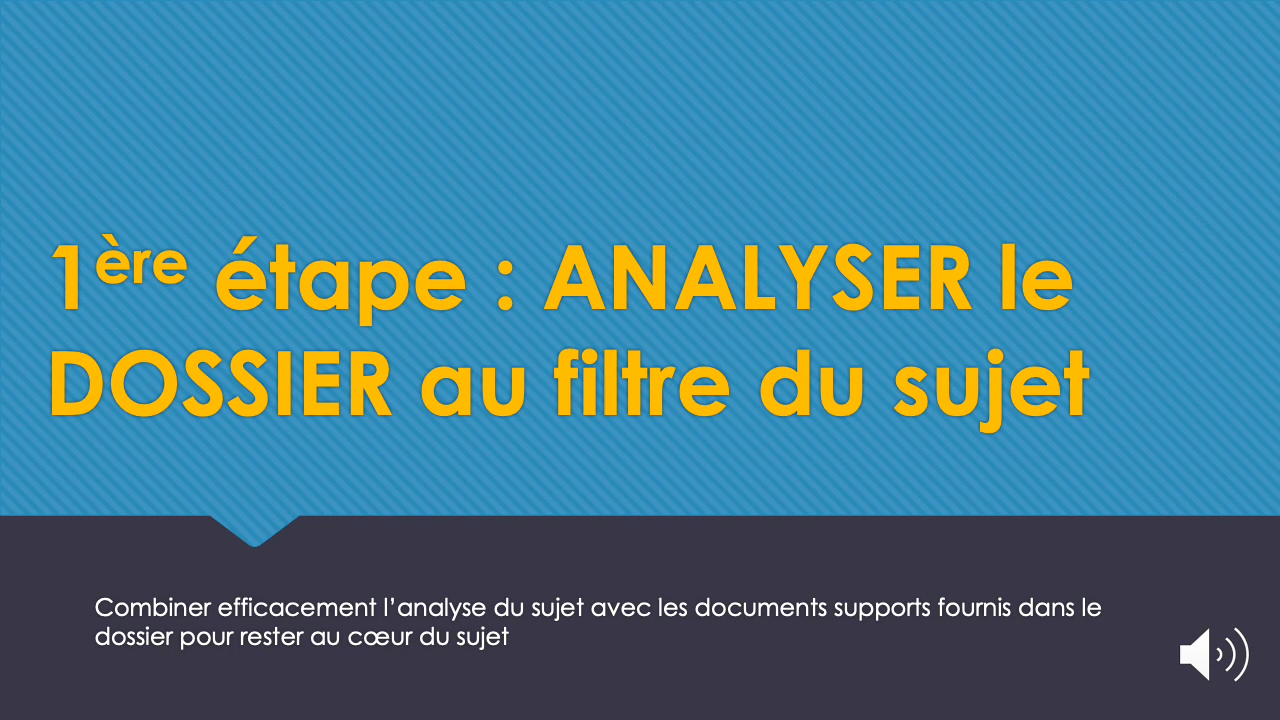 1ère étape : ANALYSER le
DOSSIER au filtre du sujet
Combiner efficacement l’analyse du sujet avec les documents supports fournis dans le
dossier pour rester au cœur du sujet